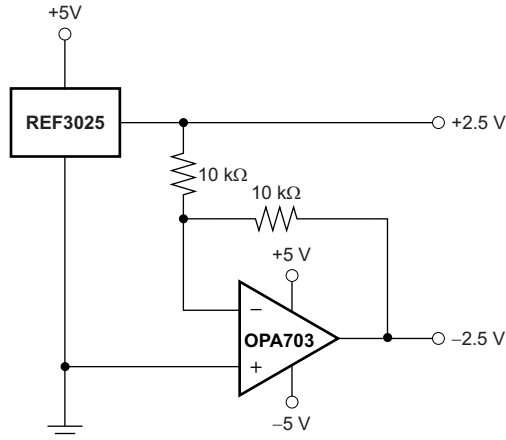 +5V
REF3025
+2.5 V
10 kΩ
10 kΩ
+5 V
−
OPA703
+
−2.5 V
−5 V